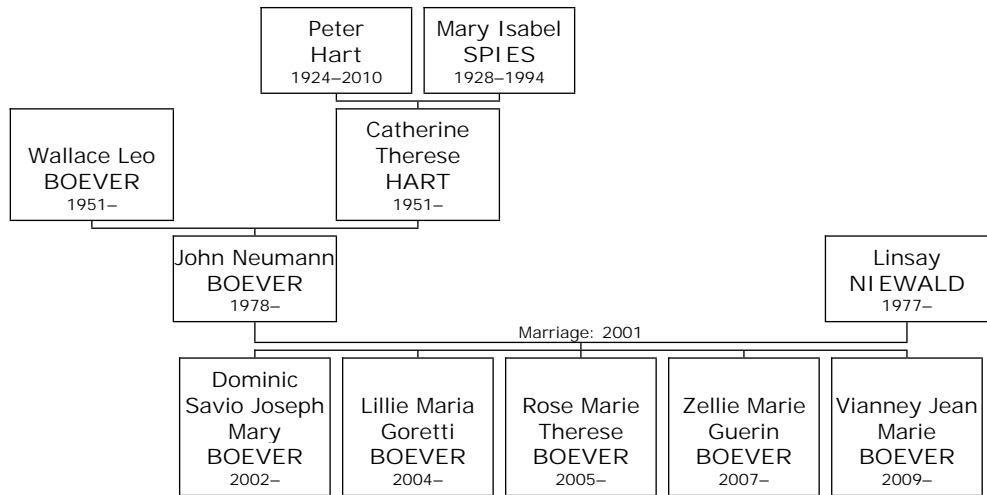 Peter
Hart
1924–2010
Mary Isabel
SPIES
1928–1994
Wallace Leo
BOEVER
1951–
Catherine
Therese
HART
1951–
John Neumann
BOEVER
1978–
Linsay
NIEWALD
1977–
Marriage: 2001
Dominic
Savio Joseph
Mary
BOEVER
2002–
Lillie Maria
Goretti
BOEVER
2004–
Rose Marie
Therese
BOEVER
2005–
Zellie Marie
Guerin
BOEVER
2007–
Vianney Jean
Marie
BOEVER
2009–